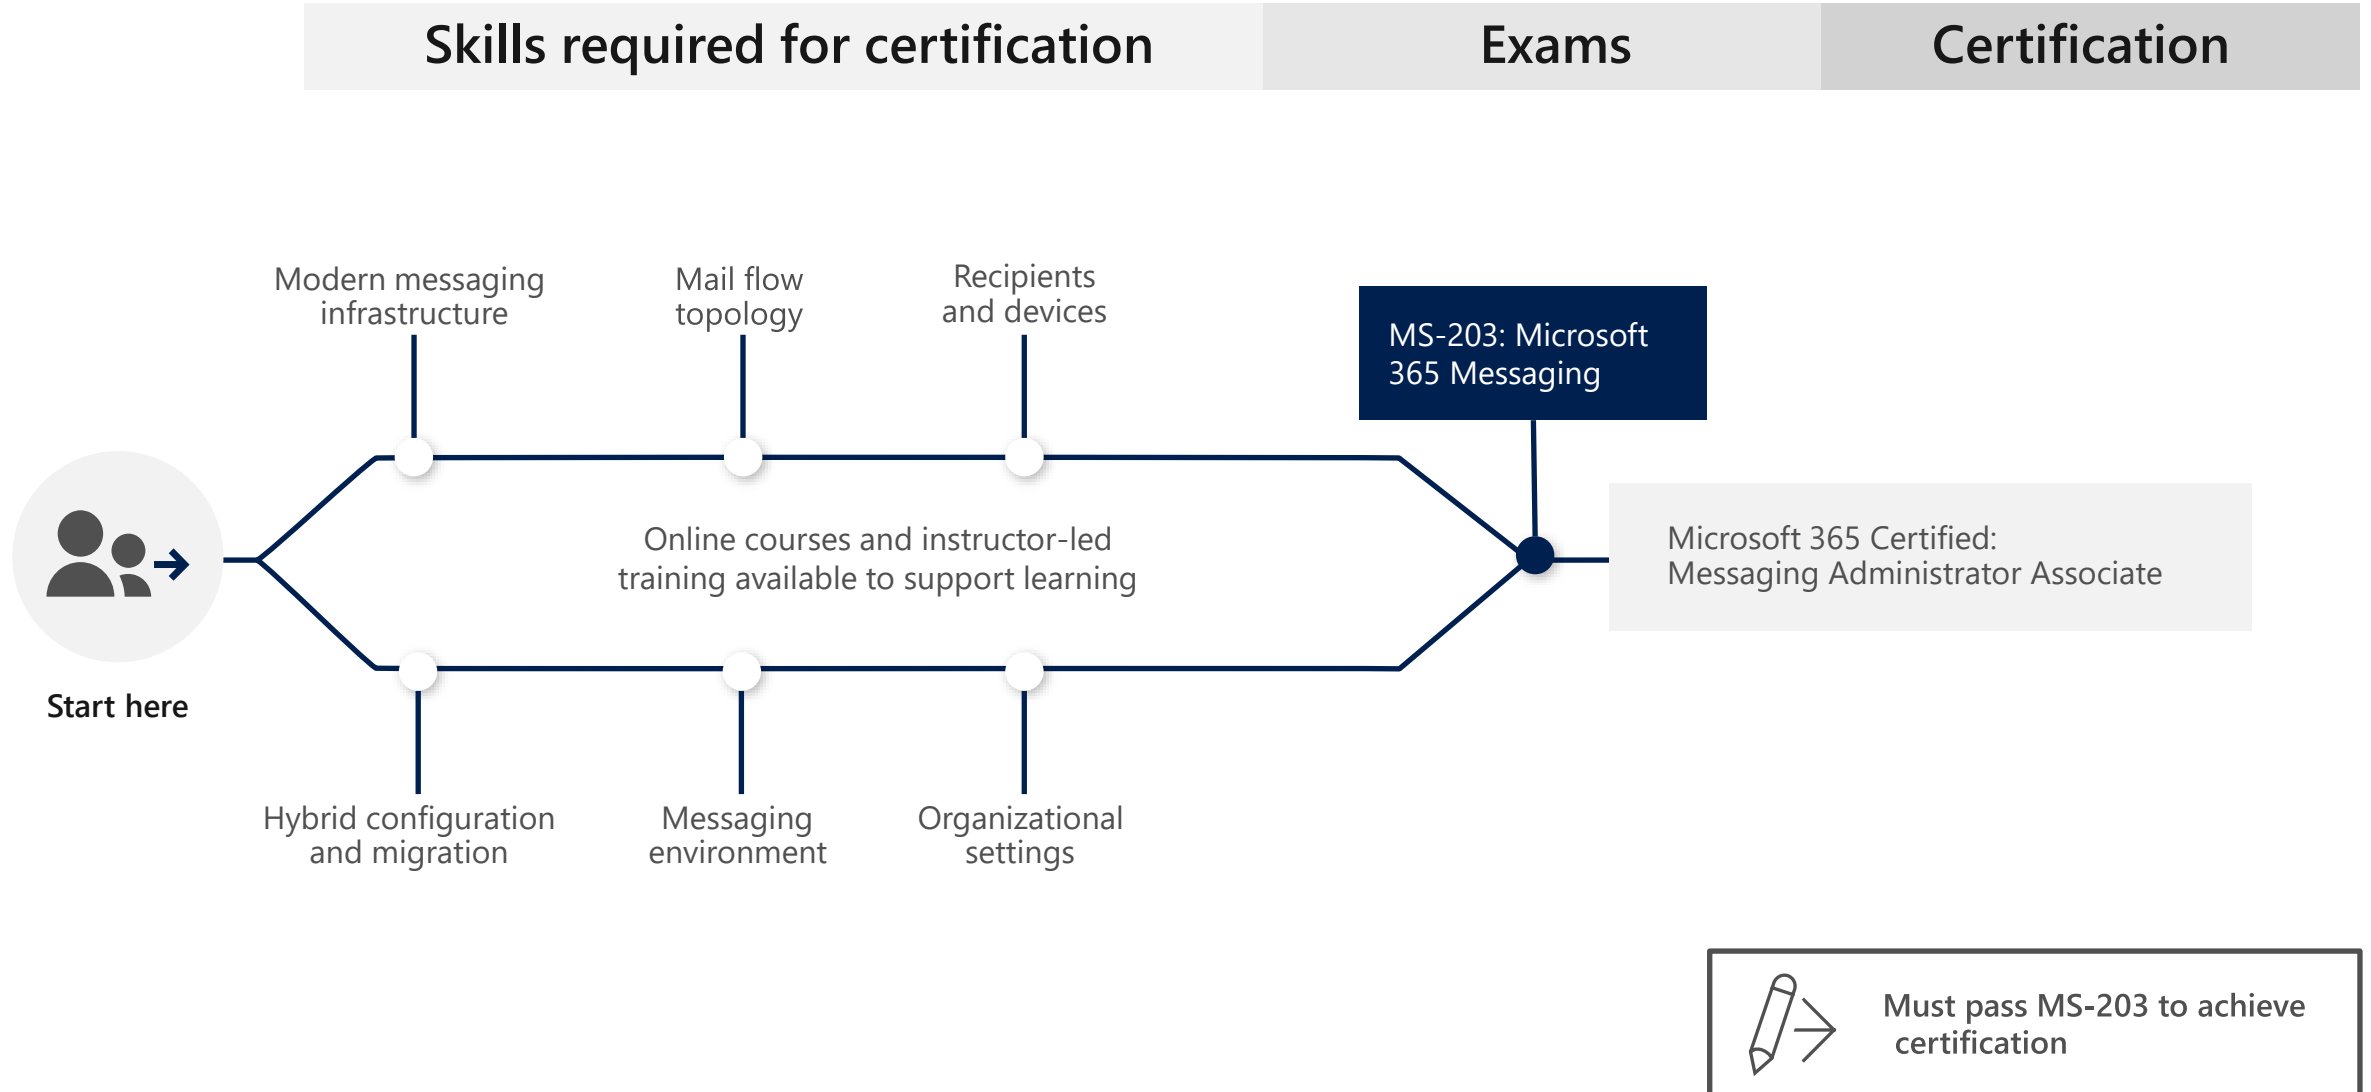 Skills required for certification
Exams
Certification
Modern messaging
infrastructure
Mail flow
topology
Recipients
and devices
MS-203: Microsoft
365 Messaging
Online courses and instructor-led
training available to support learning
Microsoft 365 Certified:
Messaging Administrator Associate
Start here
Hybrid configuration
and migration
Messaging
environment
Organizational
settings
Must pass MS-203 to achieve
certification